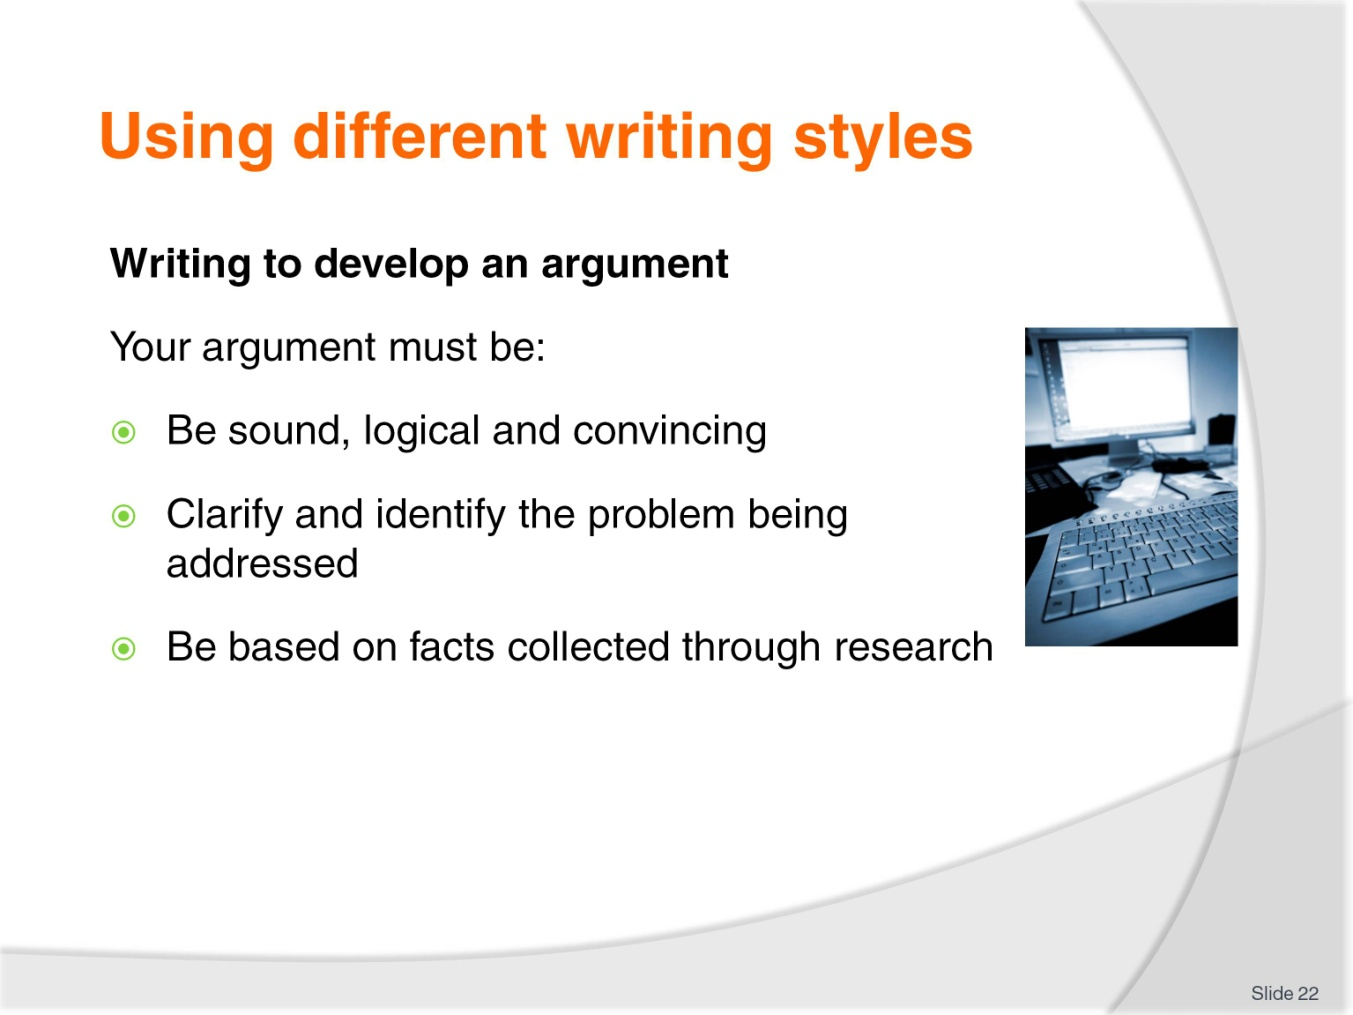 Using different writing styles
Writing to develop an argument
Your argument must be:
Be sound, logical and convincing
Clarify and identify the problem being
addressed
Be based on facts collected through research
Slide 22